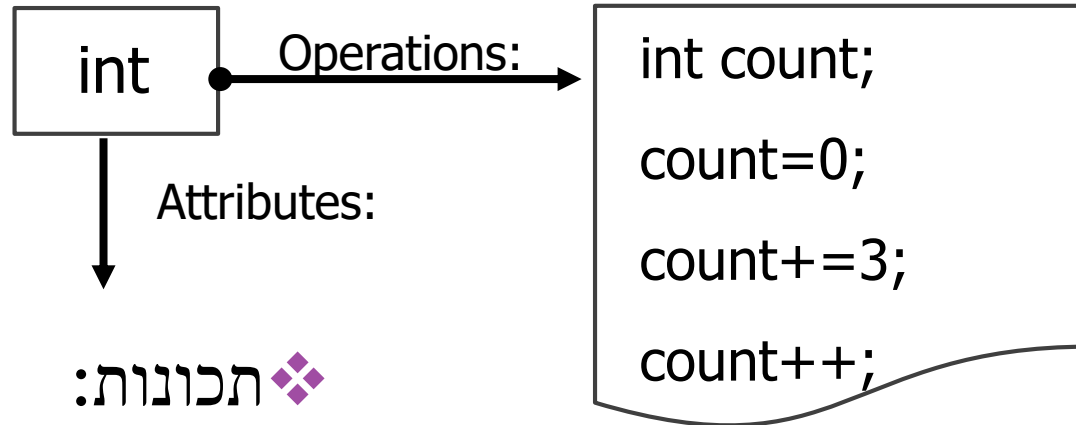 int
Operations:
int count;
count=0;
count+=3;
count++;
Attributes:
תכונות: